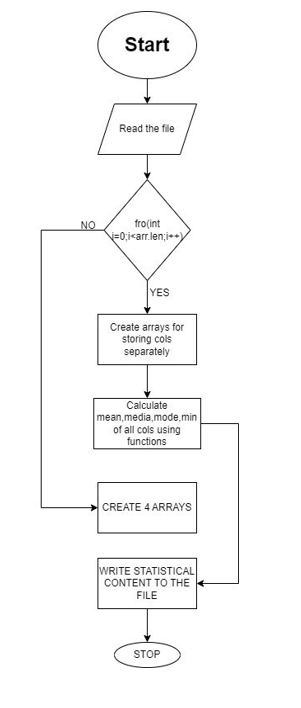 Start
Read the file
fro(int
i=0;i<arr.len;i++)
NO
YES
Create arrays for
storing cols
separately
Calculate
mean,media,mode,min
of all cols using
functions
CREATE 4 ARRAYS
WRITE STATISTICAL
CONTENT TO THE
FILE
STOP